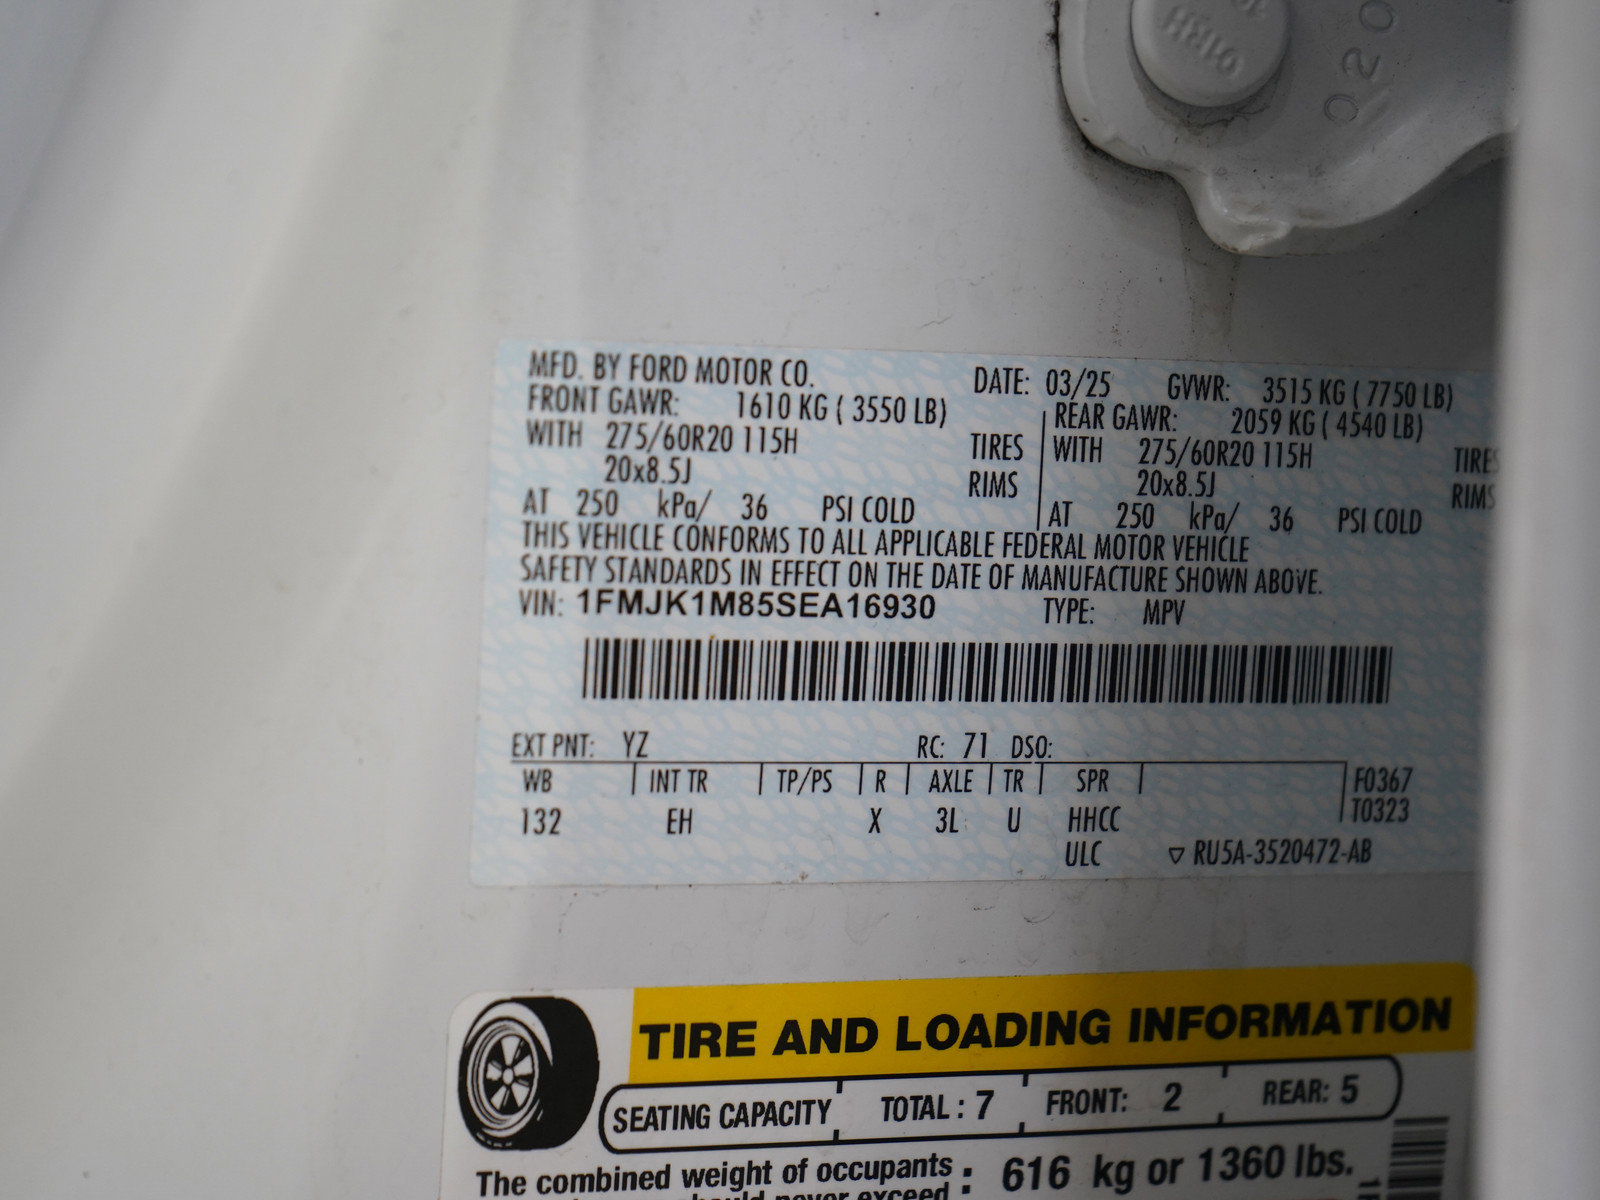 020
MFD. BY FORD MOTOR CO. DATE: 03/25 GVWR: 3515 KG ( 7750 LB)
FRONT GAWR: 1610 KG ( 3550 LB) REAR GAWR: 2059 KG ( 4540 LB)
WITH 275/60R20 115H TIRES WITH 275/60R20 115H TIRES
20x8.5J RIMS 20x8.5J RIMS
AT 250 kPa/ 36 PSI COLD AT 250 kPa/ 36 PSI COLD
THIS VEHICLE CONFORMS TO ALL APPLICABLE FEDERAL MOTOR VEHICLE
SAFETY STANDARDS IN EFFECT ON THE DATE OF MANUFACTURE SHOWN ABOVE.
VIN: 1FMJK1M85SEA16930 TYPE: MPV
EXT PNT: YZ RC: 71 DSO:
WB INT TR TP/PS R AXLE TR SPR F0367
132 EH X 3L U HHCC T0323
ULC ▽ RU5A-3520472-AB
TIRE AND LOADING INFORMATION
SEATING CAPACITY TOTAL : 7 FRONT: 2 REAR: 5
The combined weight of occupants : 616 kg or 1360 lbs.
should never exceed